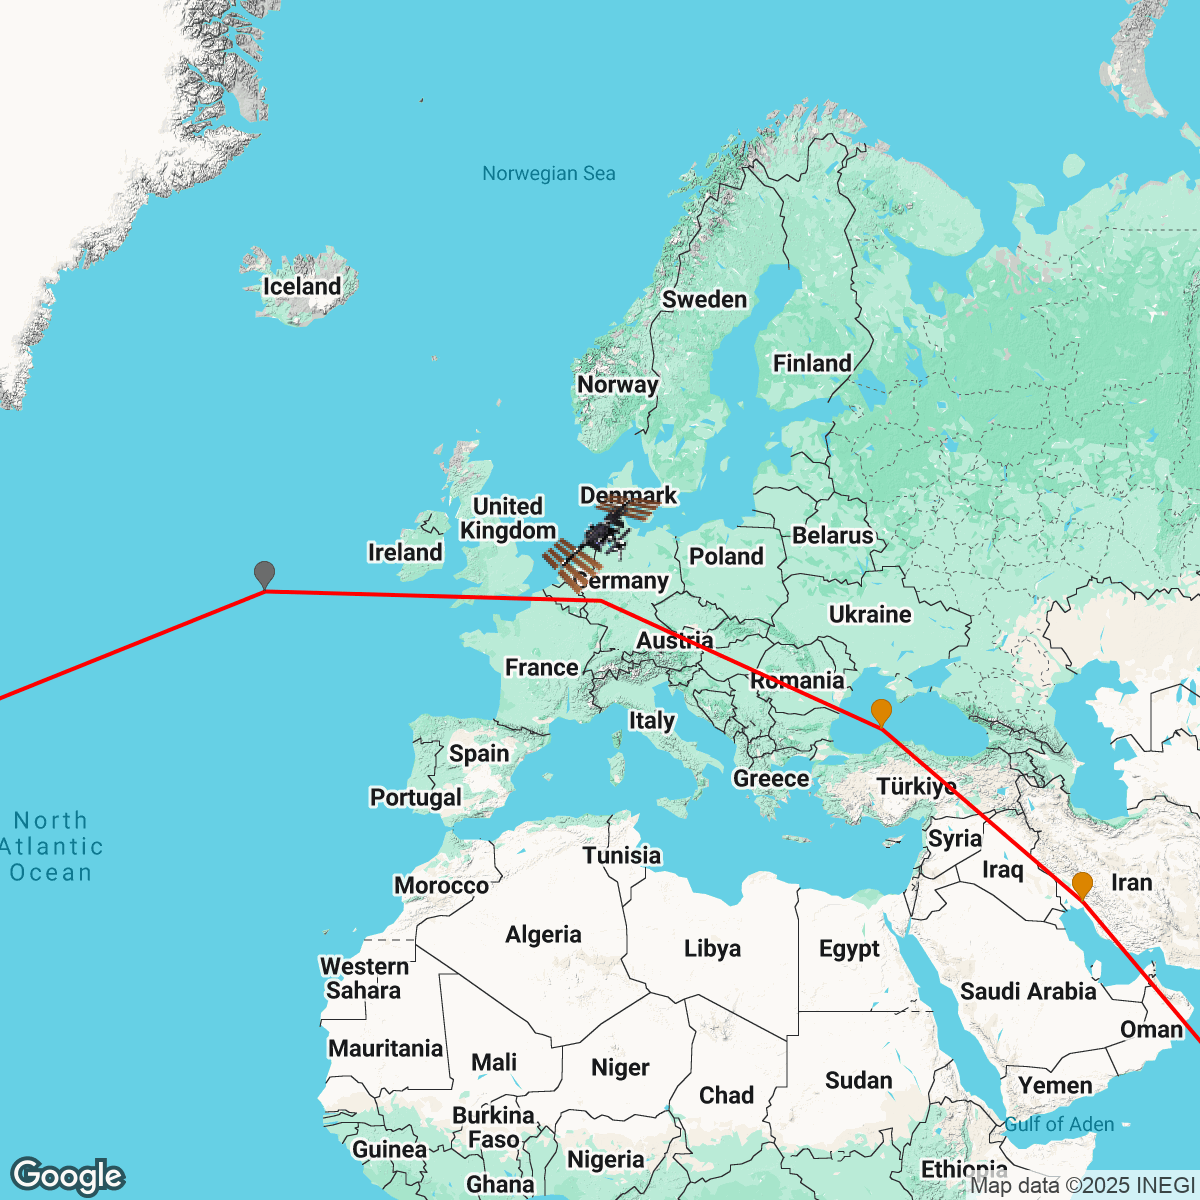 Norwegian Sea
Iceland
Sweden
Finland
Norway
Denmark
United
Kingdom
Ireland
Belarus
Poland
Germany
Ukraine
Austria
France
Romania
Italy
Spain
Greece
Türkiye
Portugal
North
Atlantic
Ocean
Syria
Tunisia
Iraq
Iran
Morocco
Algeria
Libya
Egypt
Western
Sahara
Saudi Arabia
Oman
Mauritania
Mali
Niger
Chad
Sudan
Yemen
Burkina
Faso
Gulf of Aden
Guinea
Nigeria
Ethiopia
Ghana
Google
Map data ©2025 INEGI